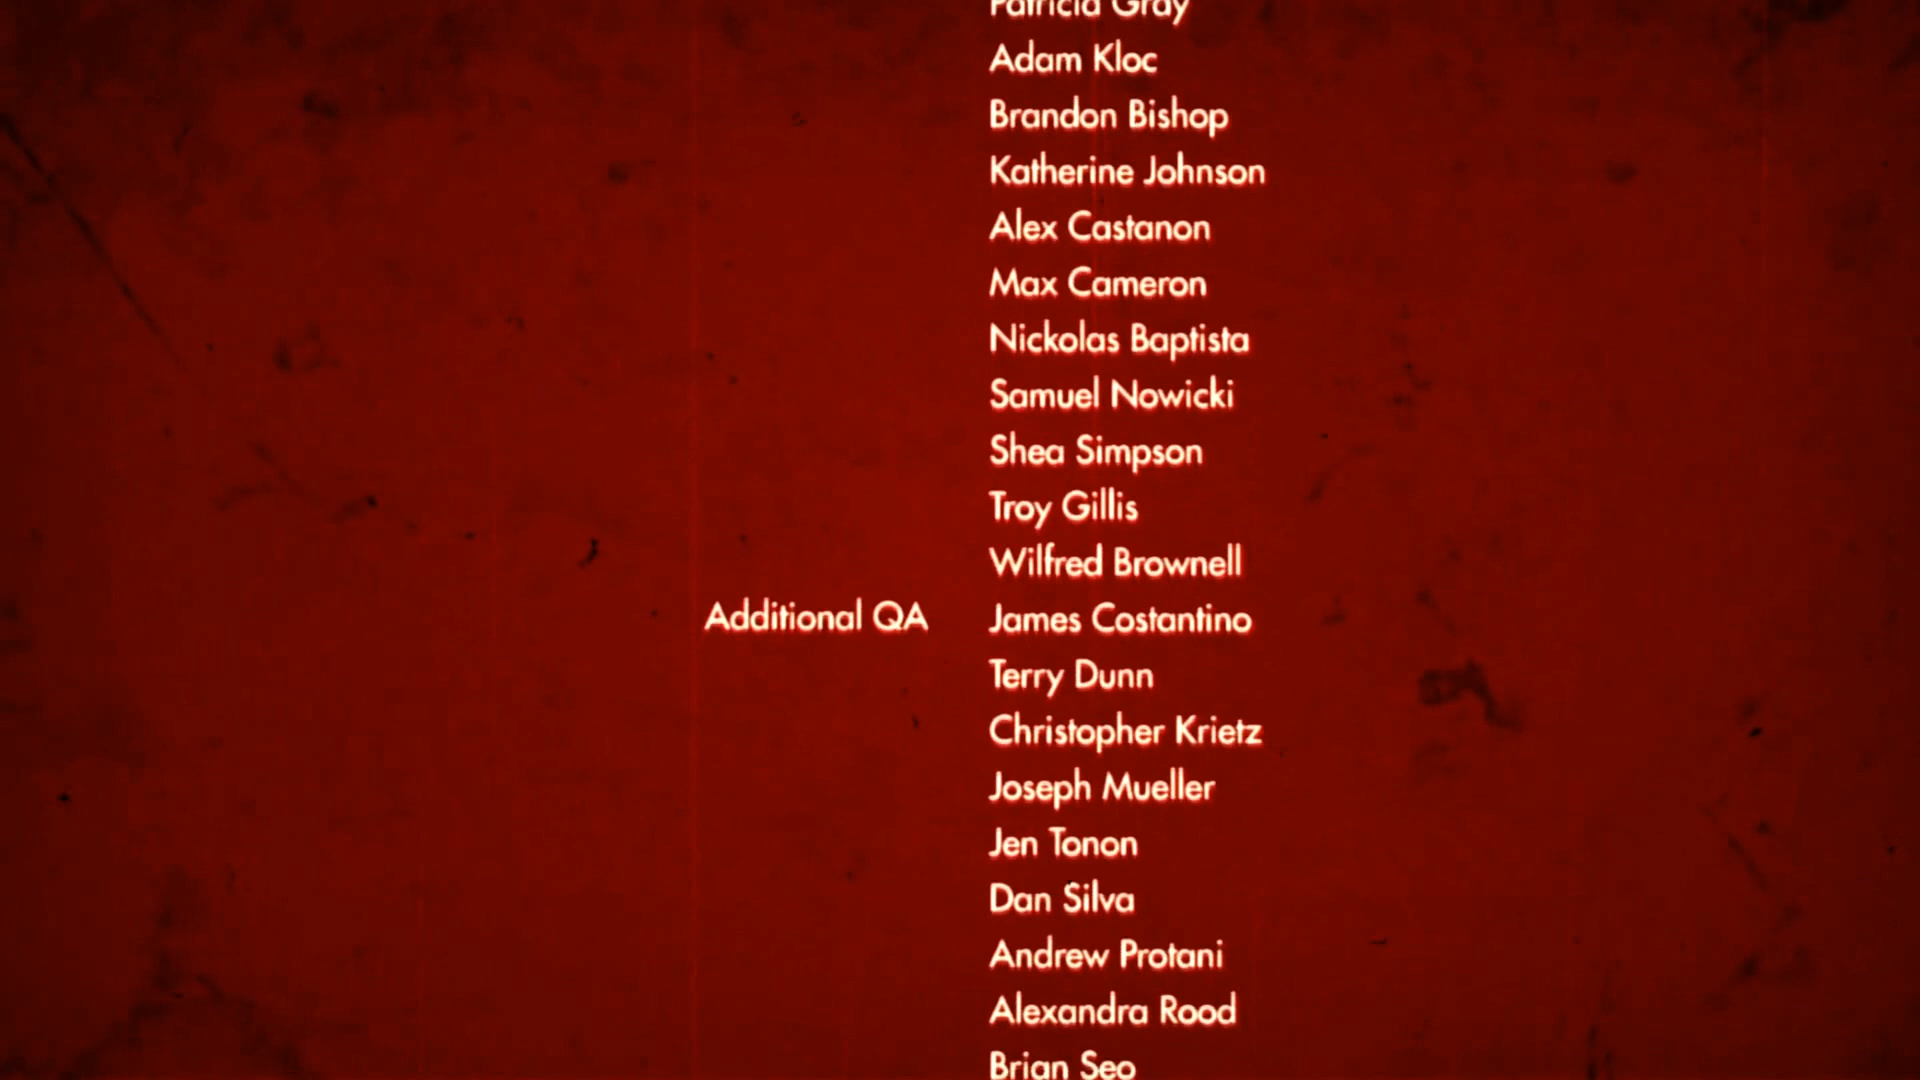 Patricia Gray
Adam Kloc
Brandon Bishop
Katherine Johnson
Alex Castanon
Max Cameron
Nickolas Baptista
Samuel Nowicki
Shea Simpson
Troy Gillis
Wilfred Brownell
Additional QA James Costantino
Terry Dunn
Christopher Krietz
Joseph Mueller
Jen Tonon
Dan Silva
Andrew Protani
Alexandra Rood
Brian Seo